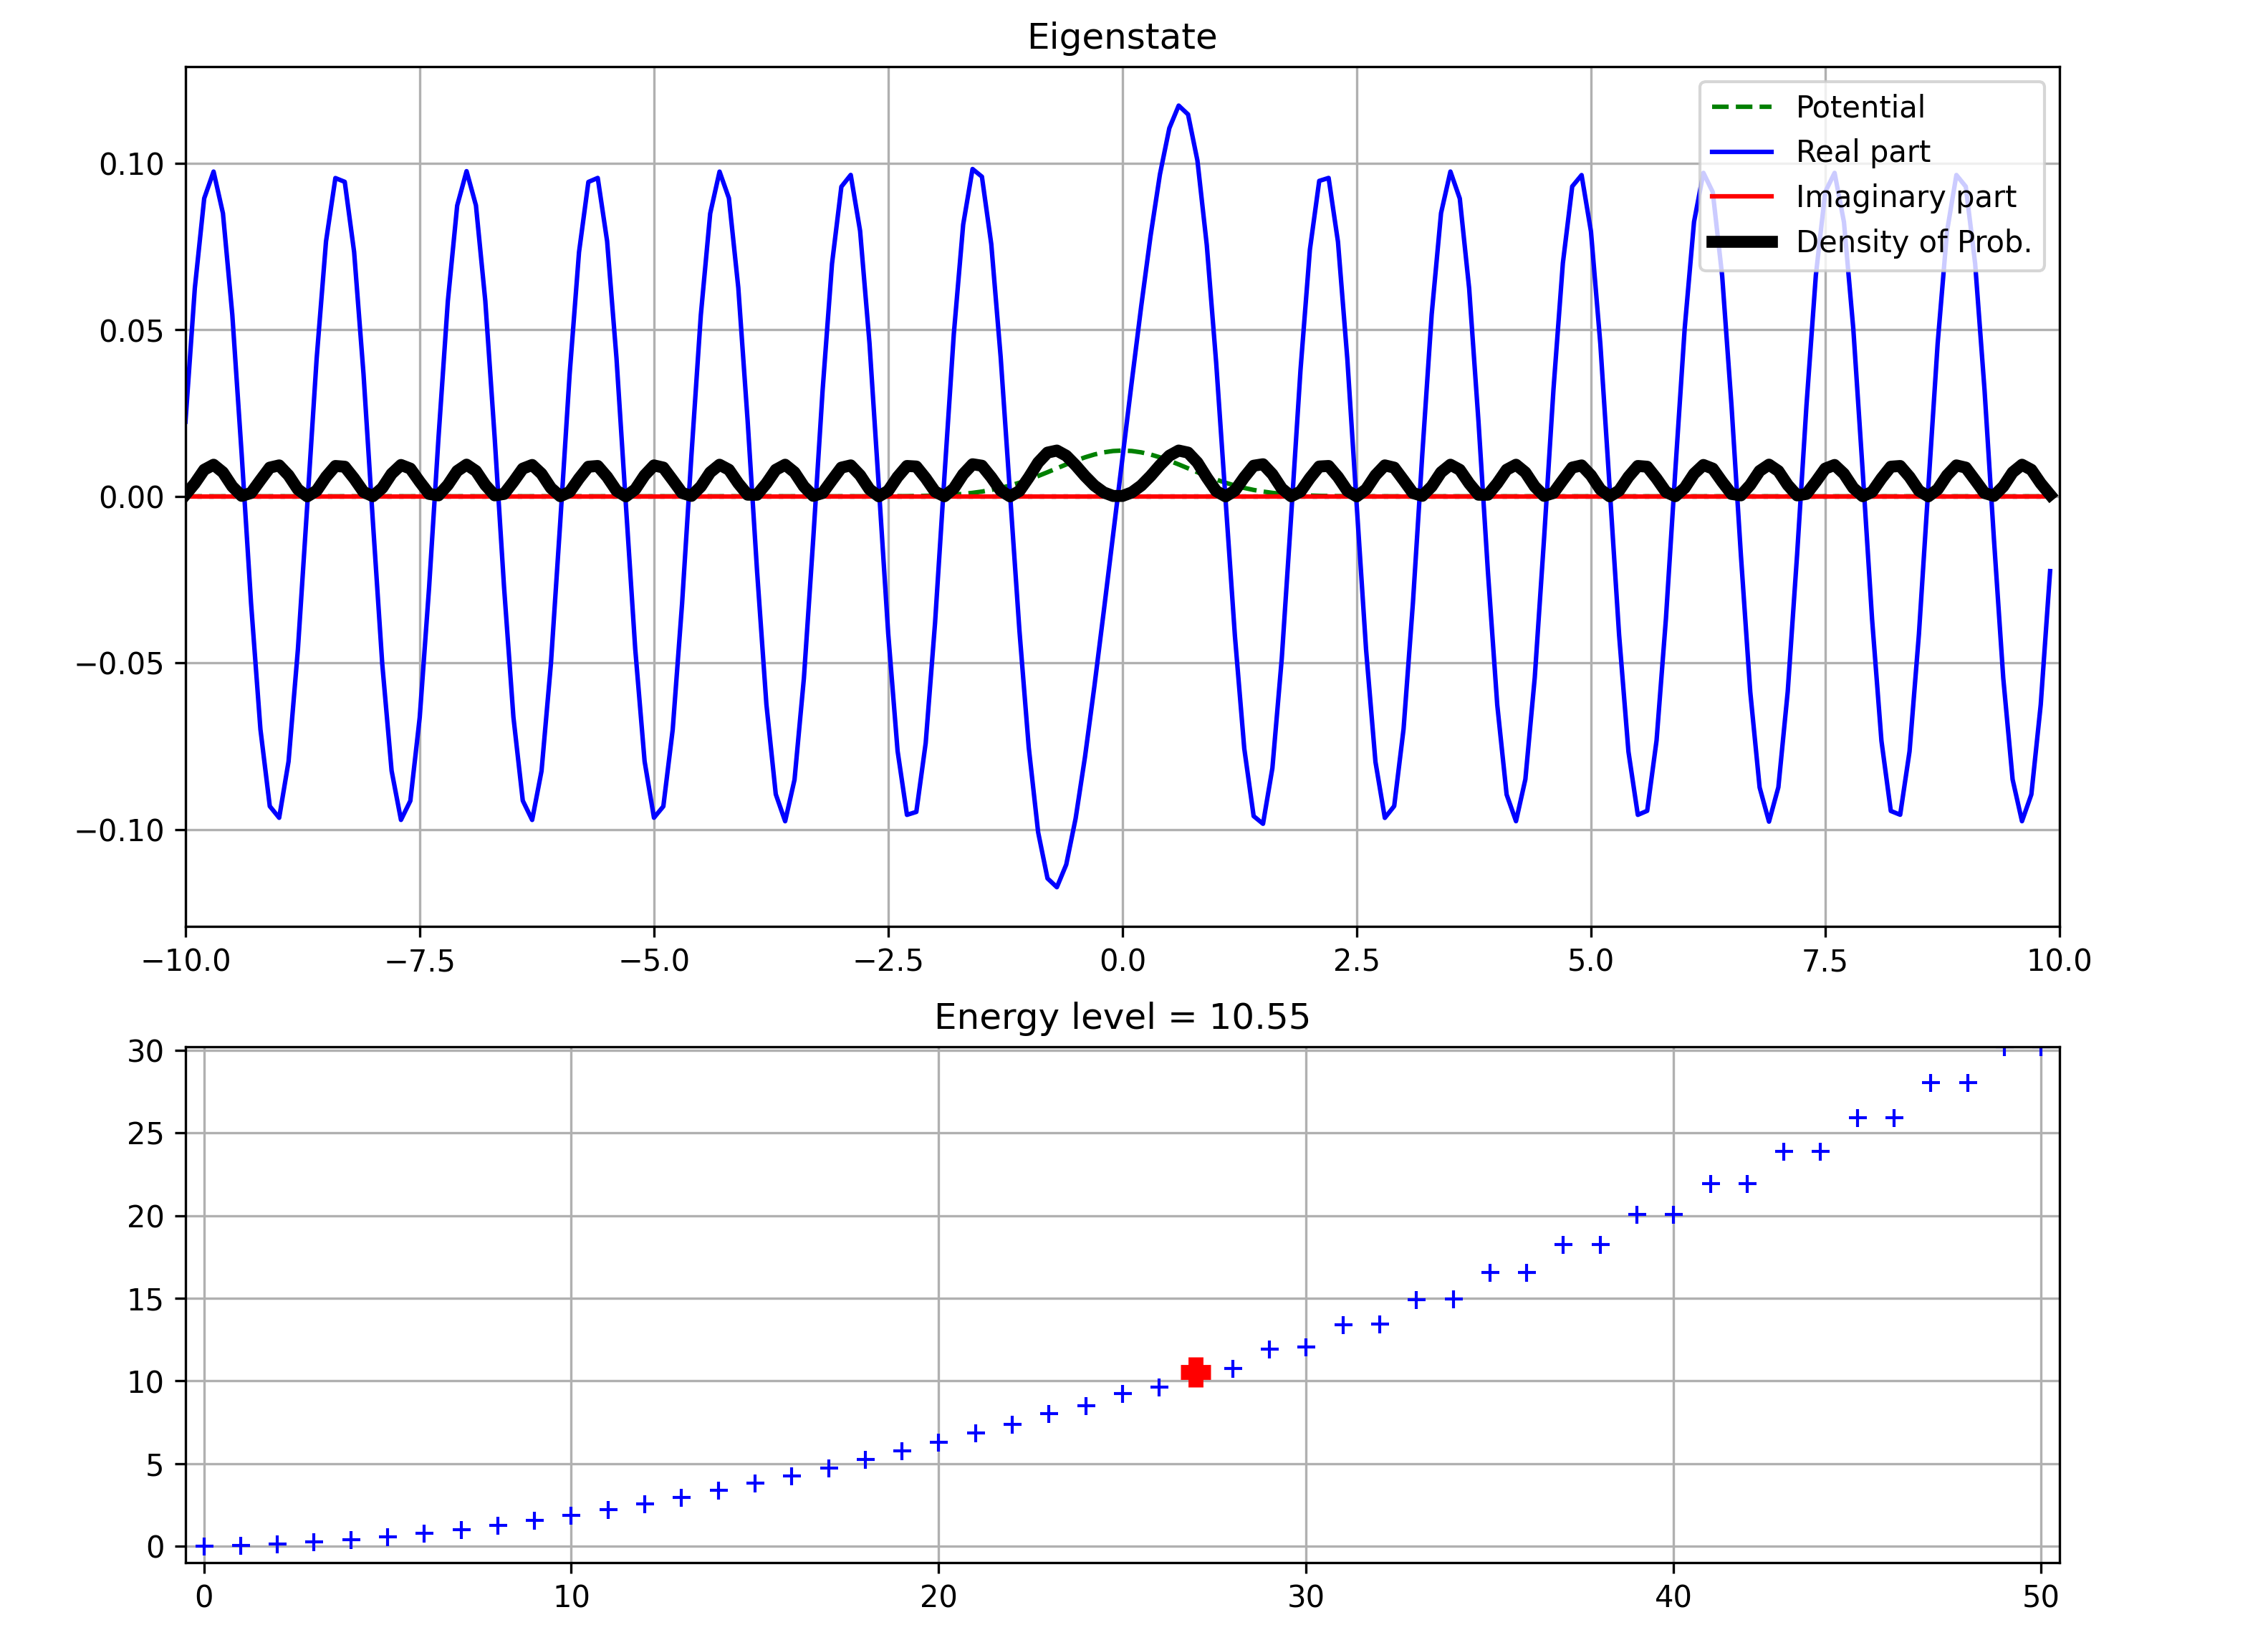 Eigenstate
Potential
Real part
Imaginary part
Density of Prob.
0.10
0.05
0.00
−0.05
−0.10
−10.0 −7.5 −5.0 −2.5 0.0 2.5 5.0 7.5 10.0
Energy level = 10.55
30
25
20
15
10
5
0
0 10 20 30 40 50